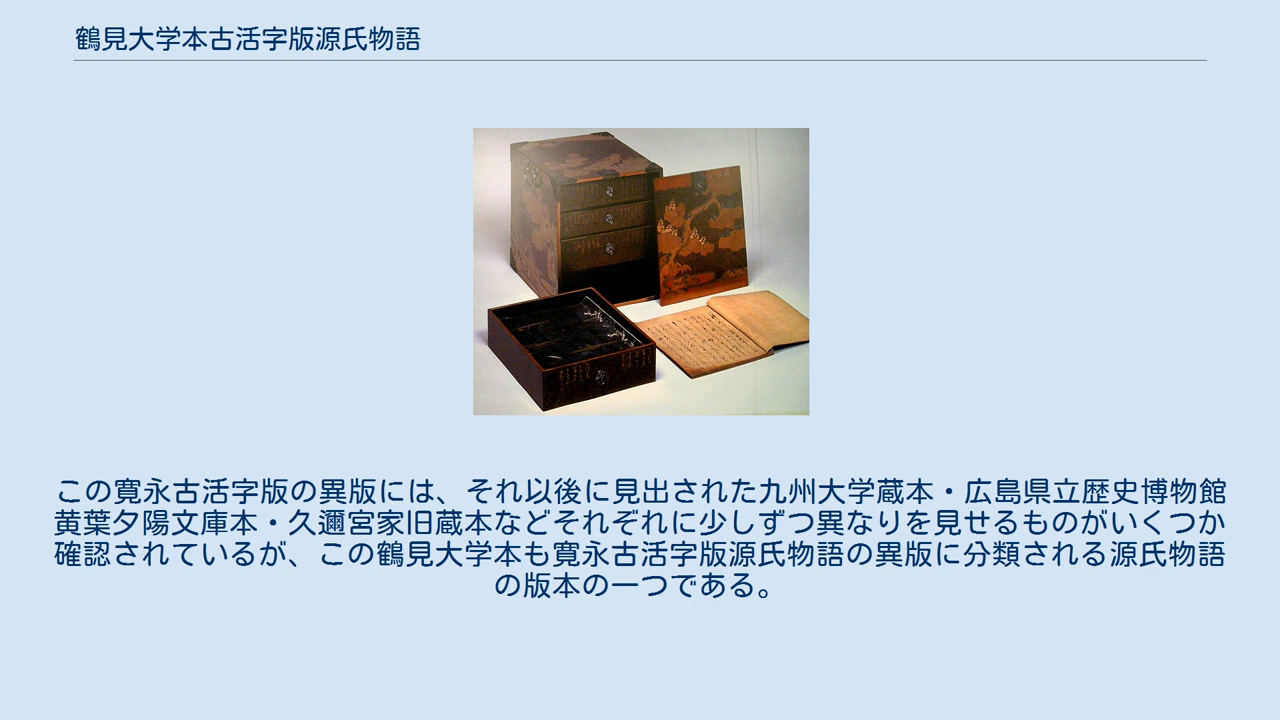 鶴見大学本古活字版源氏物語
この寛永古活字版の異版には、それ以後に見出された九州大学蔵本・広島県立歴史博物館
黄葉夕陽文庫本・久邇宮家旧蔵本などそれぞれに少しずつ異なりを見せるものがいくつか
確認されているが、この鶴見大学本も寛永古活字版源氏物語の異版に分類される源氏物語
の版本の一つである。